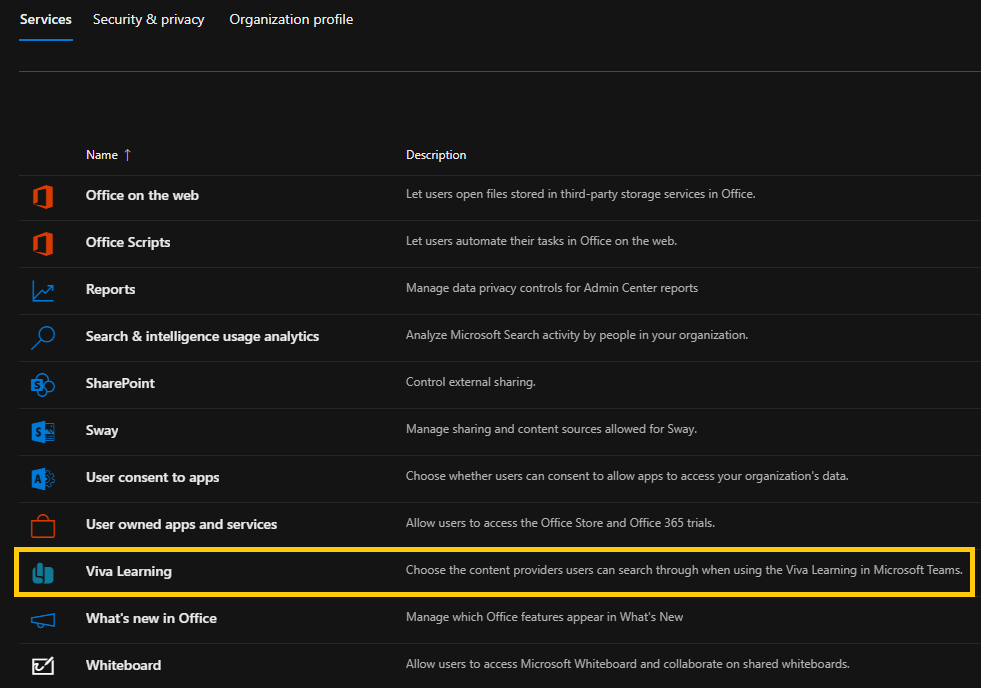 Services Security & privacy Organization profile
Name ↑ Description
Office on the web Let users open files stored in third-party storage services in Office.
Office Scripts Let users automate their tasks in Office on the web.
Reports Manage data privacy controls for Admin Center reports
Search & intelligence usage analytics Analyze Microsoft Search activity by people in your organization.
SharePoint Control external sharing.
Sway Manage sharing and content sources allowed for Sway.
User consent to apps Choose whether users can consent to allow apps to access your organization's data.
User owned apps and services Allow users to access the Office Store and Office 365 trials.
Viva Learning Choose the content providers users can search through when using the Viva Learning in Microsoft Teams.
What's new in Office Manage which Office features appear in What's New
Whiteboard Allow users to access Microsoft Whiteboard and collaborate on shared whiteboards.